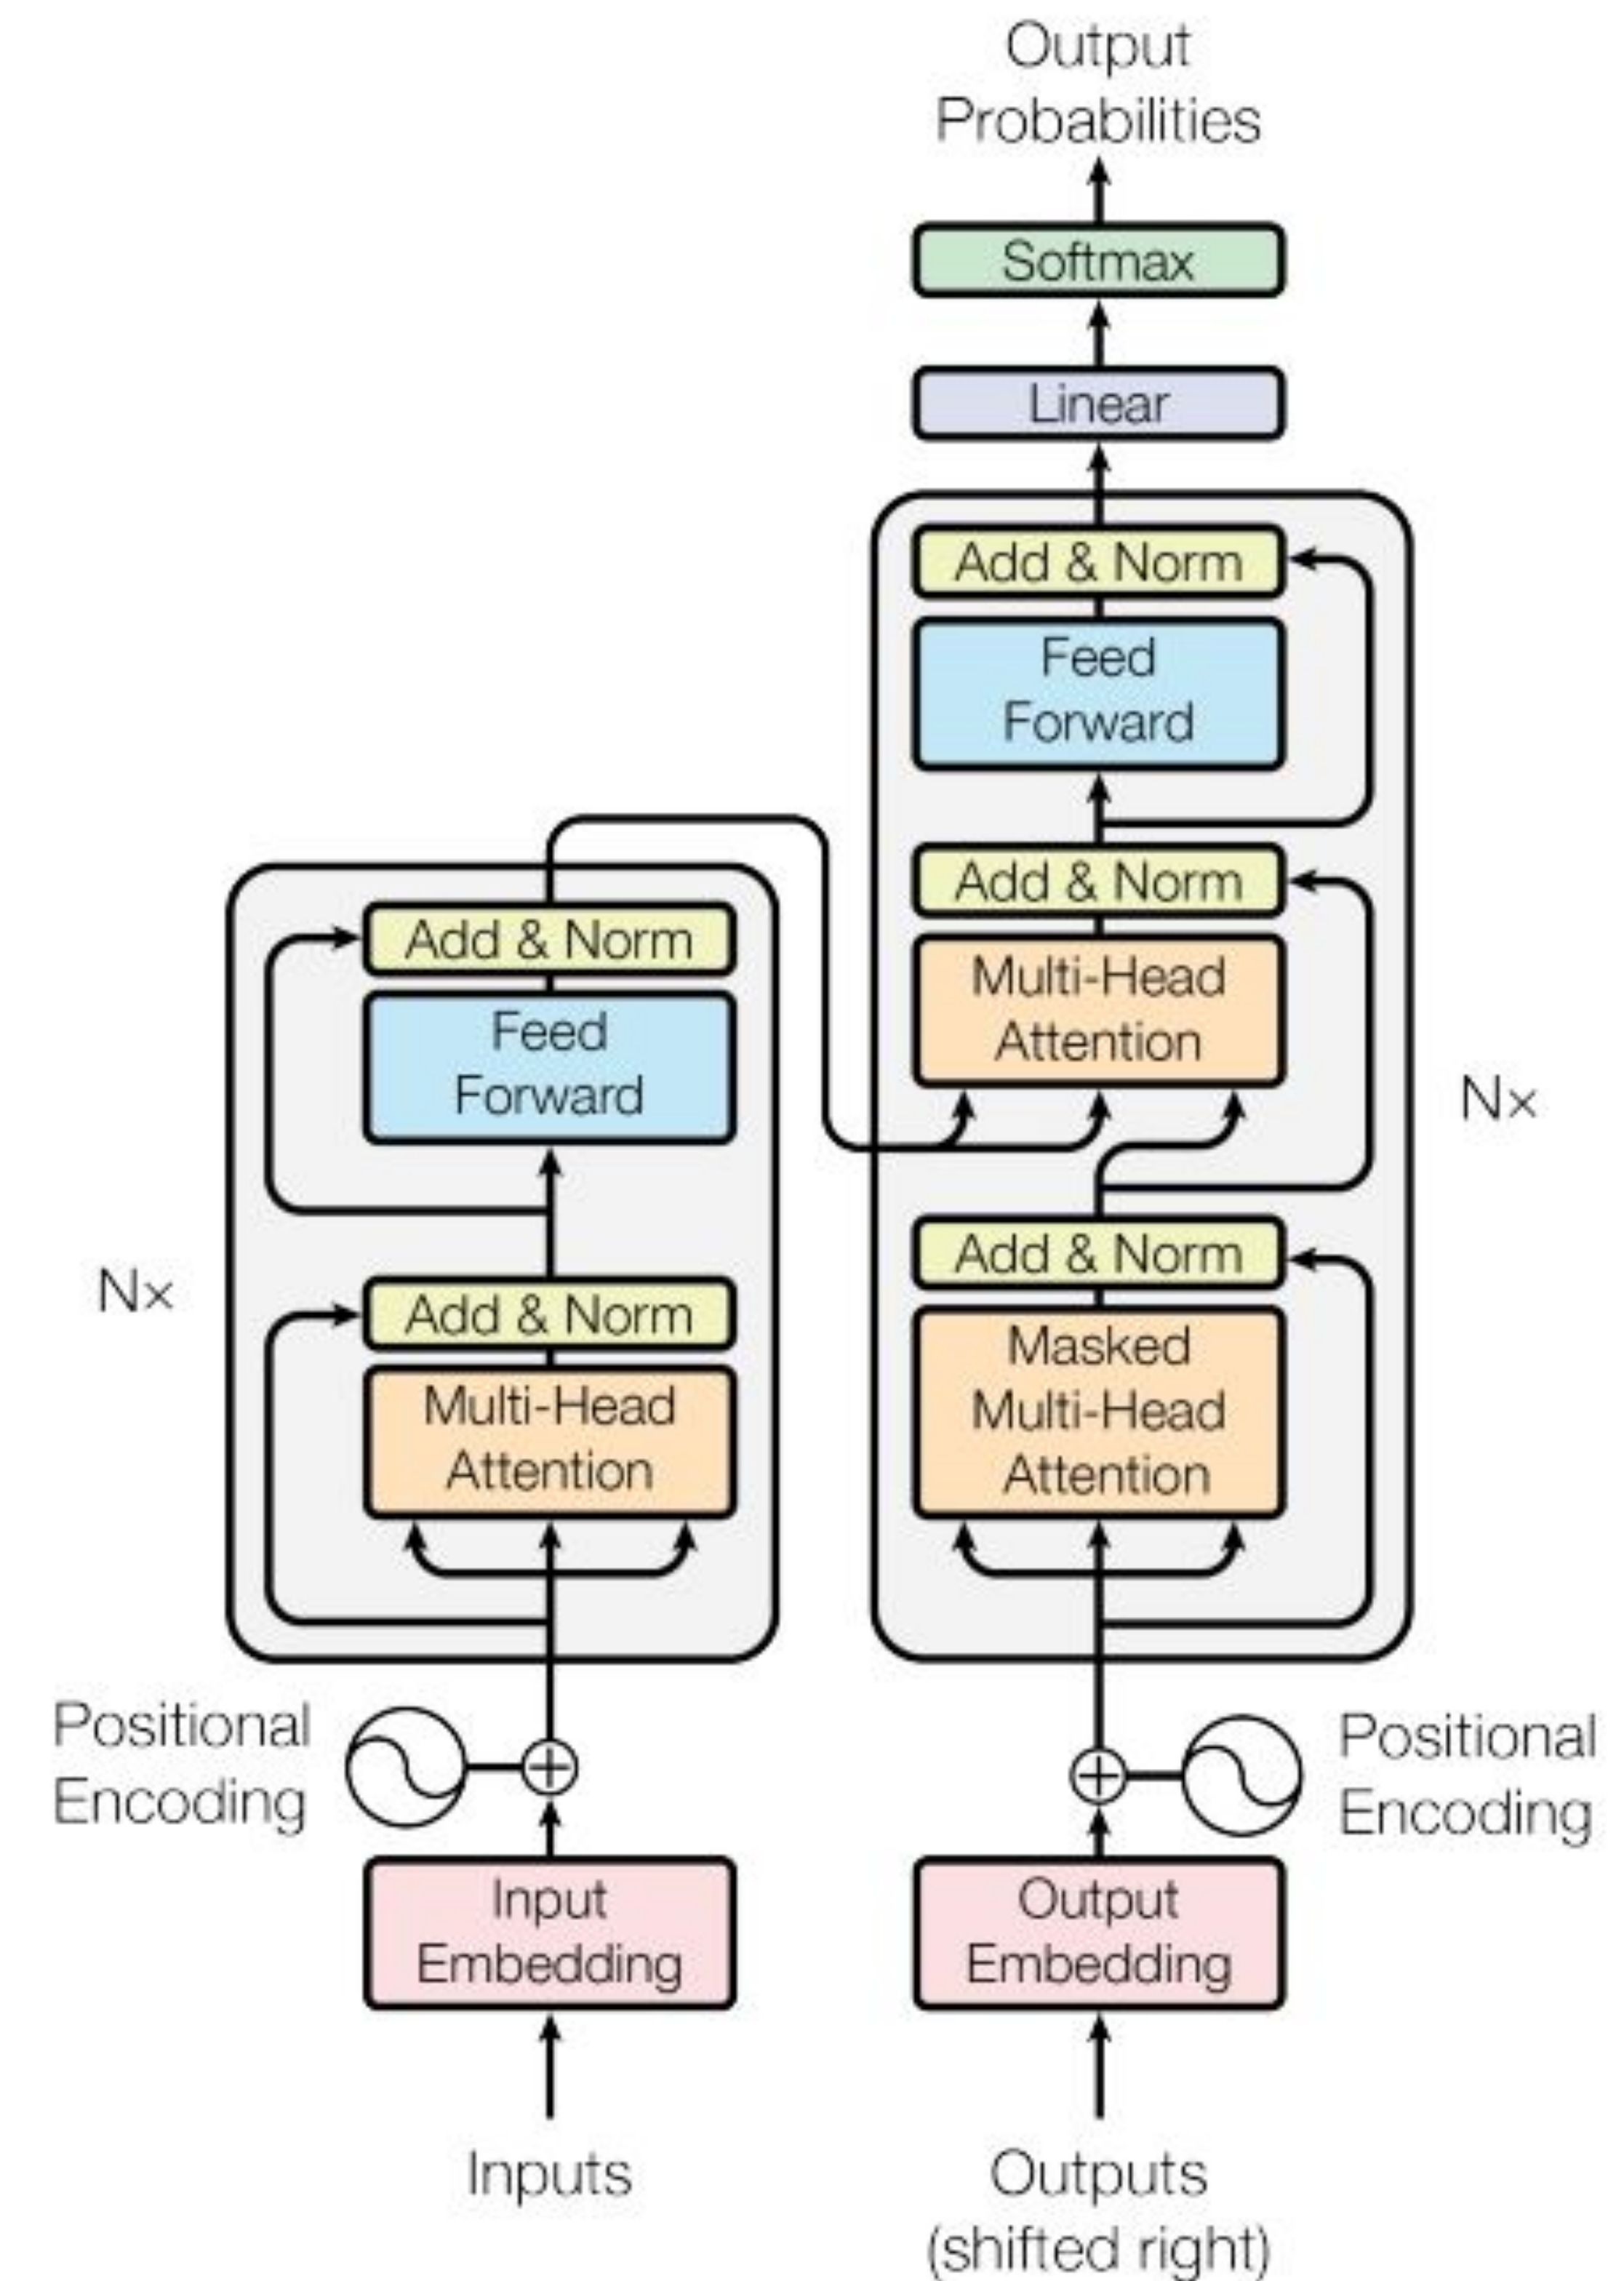 Output
Probabilities
Softmax
Linear
Add & Norm
Feed
Forward
Add & Norm
Multi-Head
Attention
Add & Norm
Masked
Multi-Head
Attention
Nx
Add & Norm
Feed
Forward
Add & Norm
Multi-Head
Attention
Nx
Positional
Encoding
Positional
Encoding
Input
Embedding
Output
Embedding
Inputs
Outputs
(shifted right)